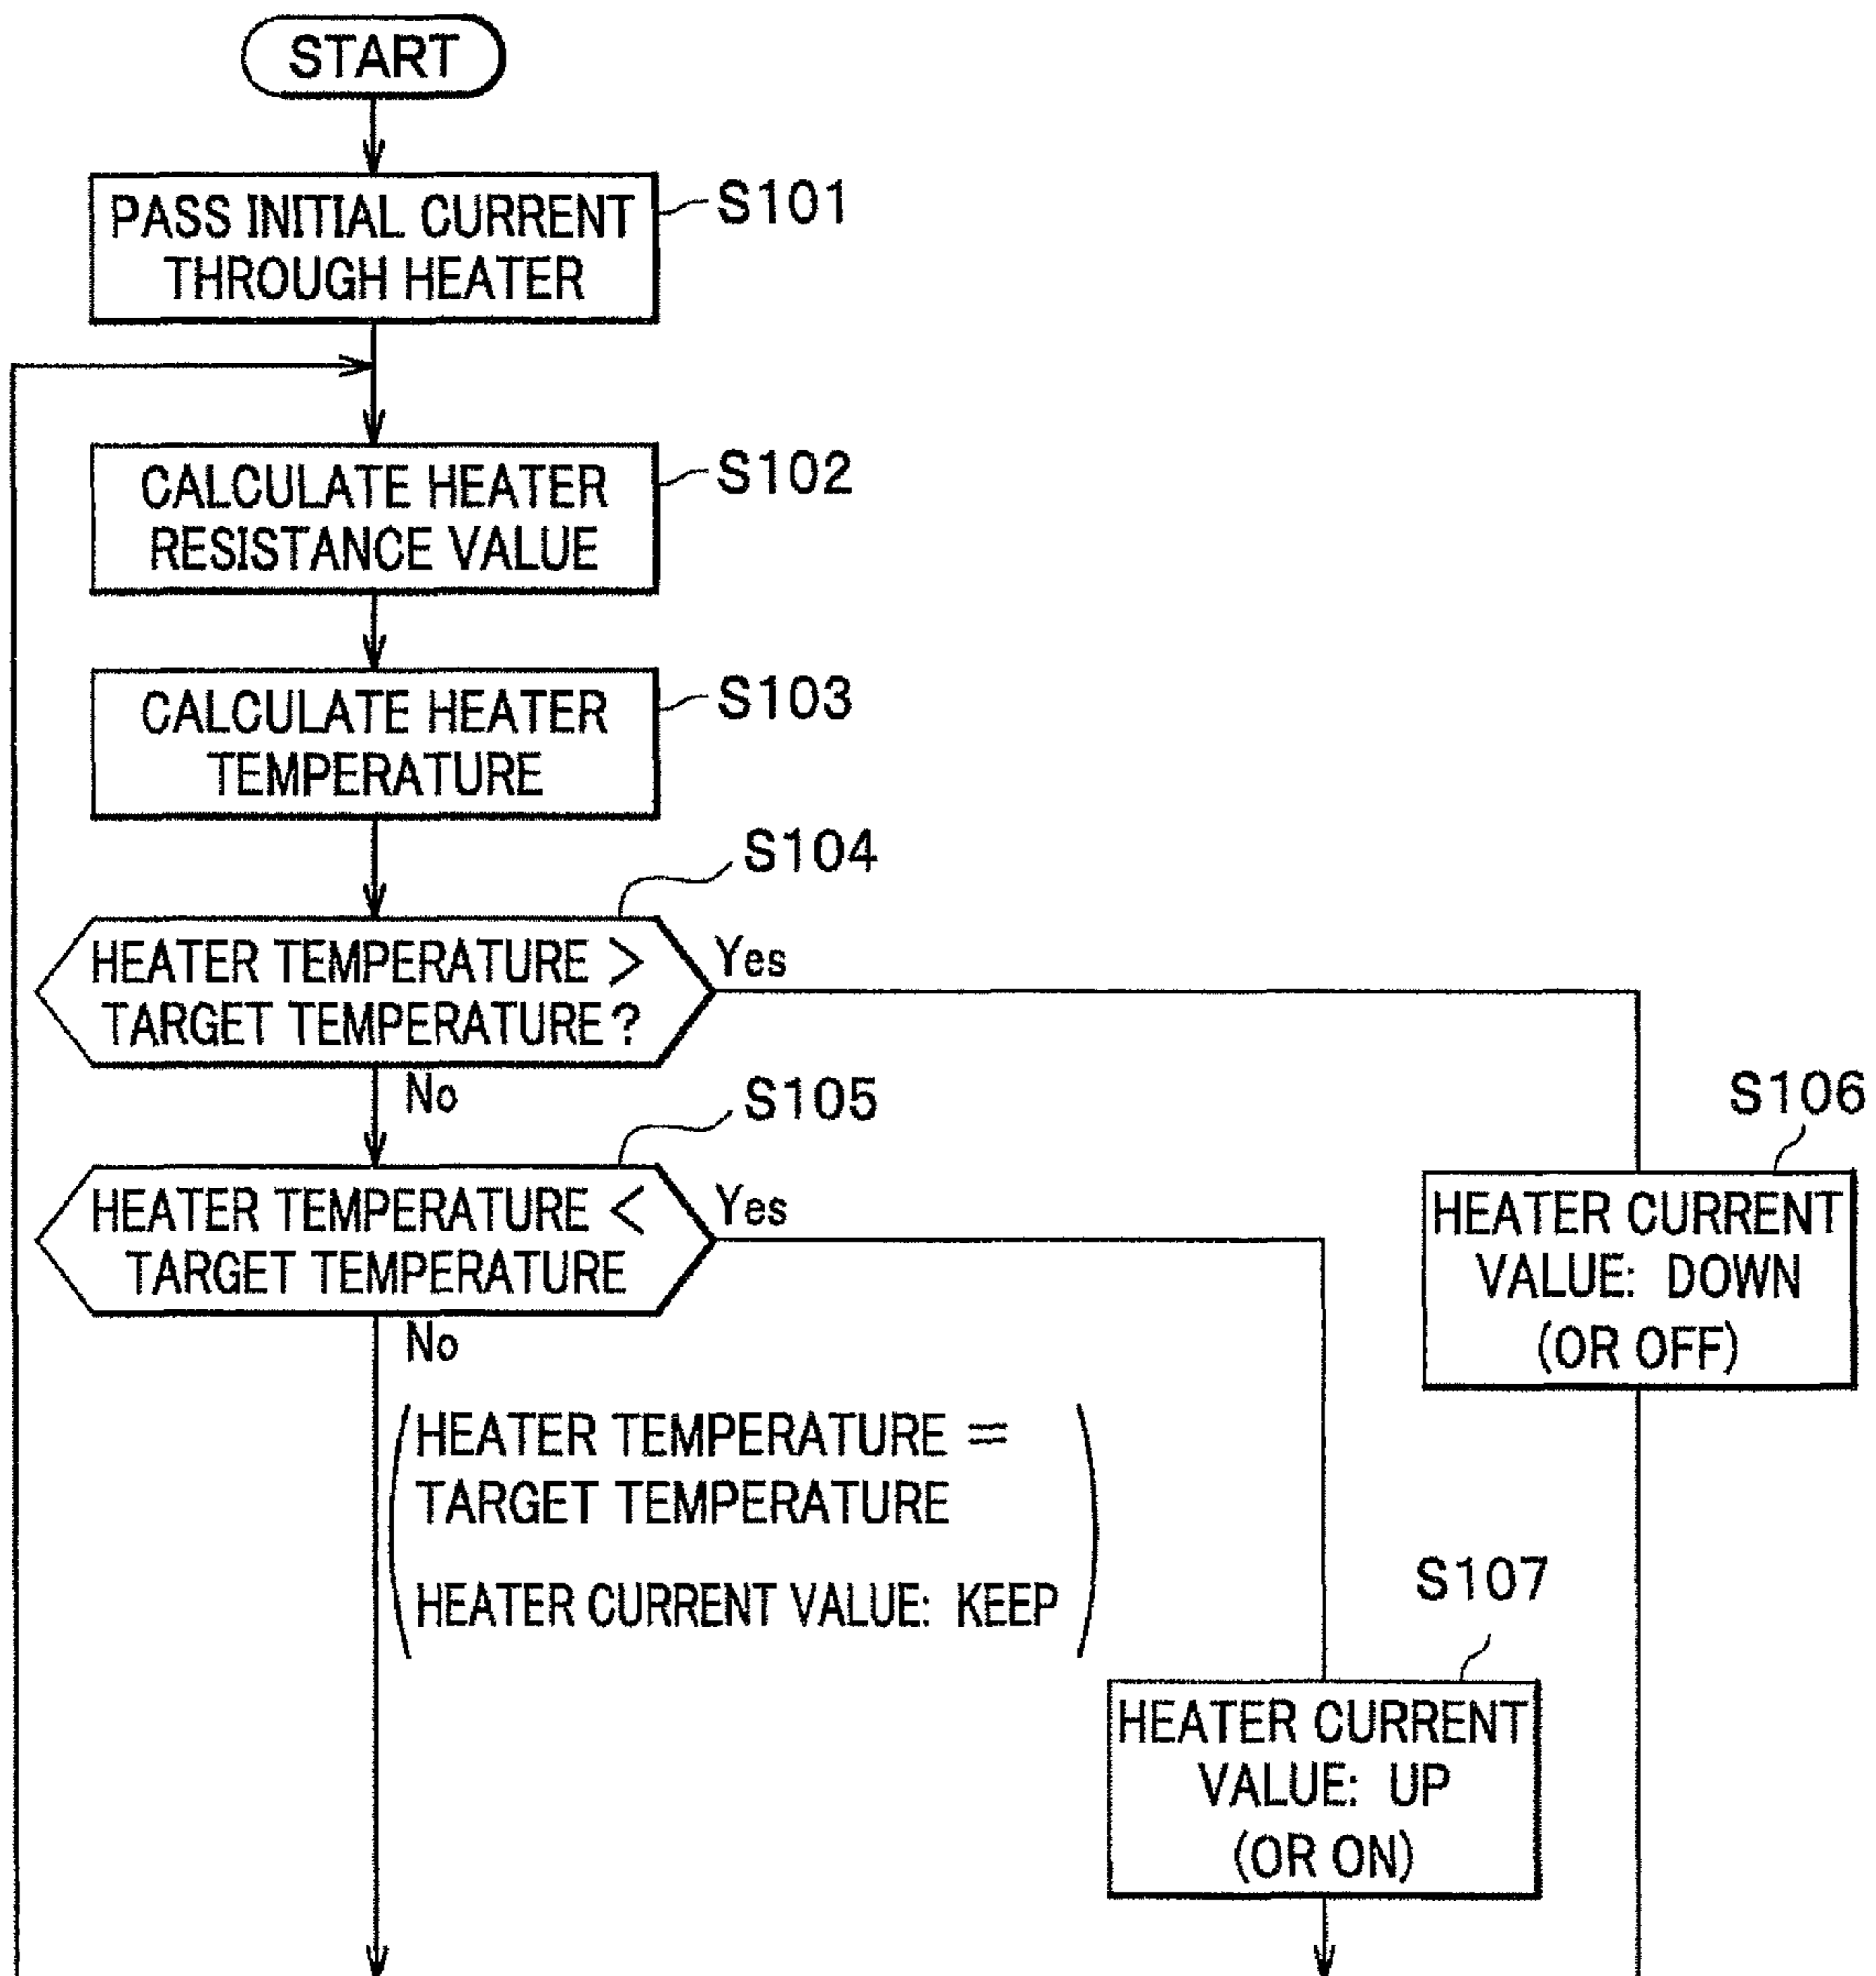 START
PASS INITIAL CURRENT
THROUGH HEATER
S101
CALCULATE HEATER
RESISTANCE VALUE
S102
CALCULATE HEATER
TEMPERATURE
S103
S104
HEATER TEMPERATURE >
TARGET TEMPERATURE?
Yes
No
S105
HEATER TEMPERATURE <
TARGET TEMPERATURE
Yes
No
S106
HEATER CURRENT
VALUE: DOWN
(OR OFF)
(HEATER TEMPERATURE =
TARGET TEMPERATURE
HEATER CURRENT VALUE: KEEP)
S107
HEATER CURRENT
VALUE: UP
(OR ON)